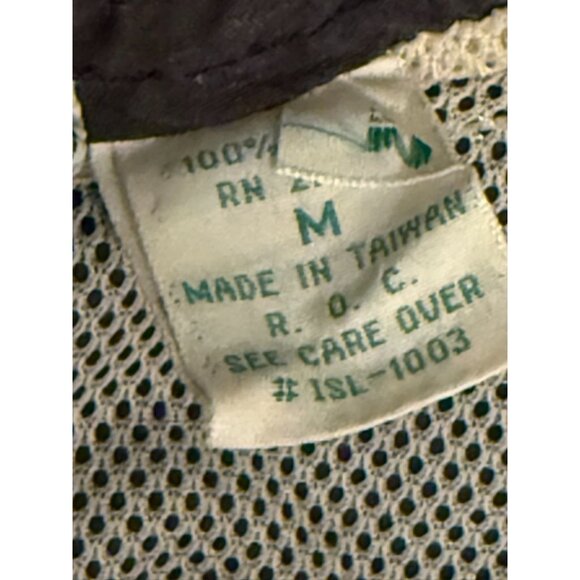 100%
RN
M
MADE IN TAIWAN
R. O. C.
SEE CARE OVER
# ISL-1003